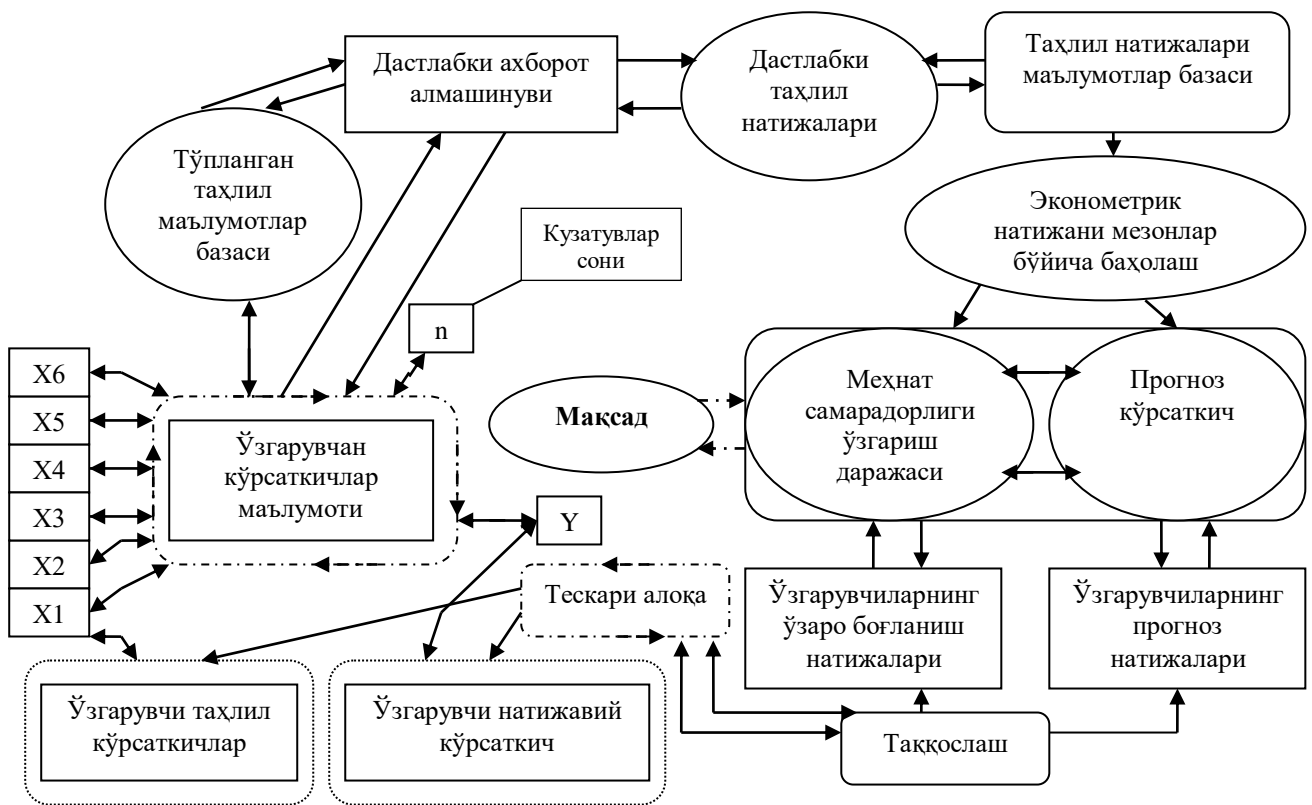 Дастлабки ахборот
алмашинуви
Дастлабки
таҳлил
натижалари
Таҳлил натижалари
маълумотлар базаси
Тўпланган
таҳлил
маълумотлар
базаси
Эконометрик
натижани мезонлар
бўйича баҳолаш
Кузатувлар
сони
n
X6
X5
X4
X3
X2
X1
Ўзгарувчан
кўрсаткичлар
маълумоти
Мақсад
Меҳнат
самарадорлиги
ўзгариш
даражаси
Прогноз
кўрсаткич
Y
Тескари алоқа
Ўзгарувчиларнинг
ўзаро боғланиш
натижалари
Ўзгарувчиларнинг
прогноз
натижалари
Ўзгарувчи таҳлил
кўрсаткичлар
Ўзгарувчи натижавий
кўрсаткич
Таққослаш